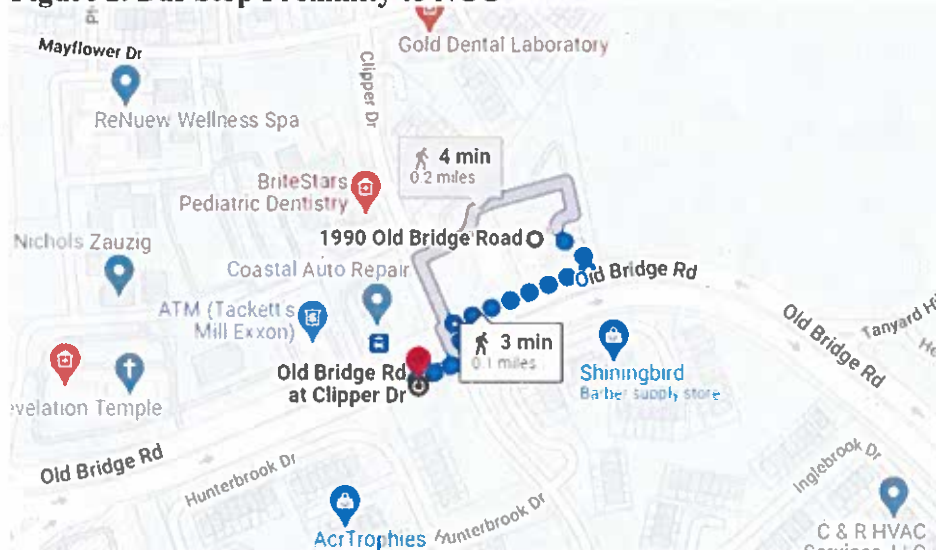 Gold Dental Laboratory
Mayflower Dr
Clipper Dr
ReNuew Wellness Spa
4 min
0.2 miles
BriteStars
Pediatric Dentistry
1990 Old Bridge Road
Nichols Zauzig
Coastal Auto Repair
Old Bridge Rd
ATM (Tackett's
Mill Exxon)
Old Bridge Rd
Tanyard Hi
3 min
0.1 miles
Old Bridge Rd
at Clipper Dr
Shiningbird
Barber supply store
evelation Temple
Old Bridge Rd
Hunterbrook Dr
Inglebrook Dr
Hunterbrook Dr
AcrTrophies
C & R HVAC